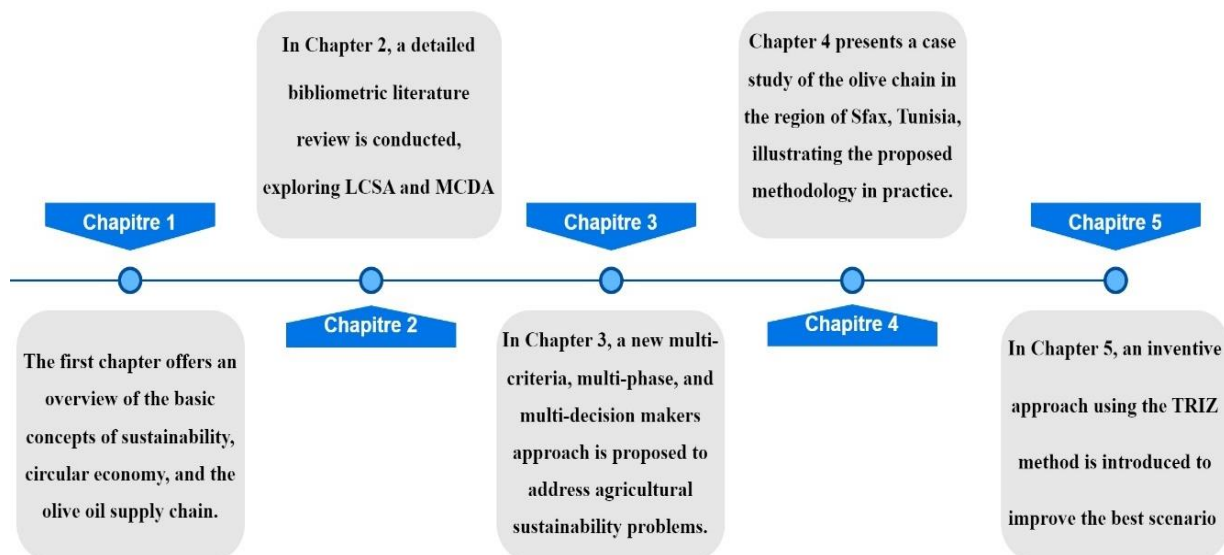 Chapitre 1
The first chapter offers an
overview of the basic
concepts of sustainability,
circular economy, and the
olive oil supply chain.
In Chapter 2, a detailed
bibliometric literature
review is conducted,
exploring LCSA and MCDA
Chapitre 2
Chapitre 3
In Chapter 3, a new multi-
criteria, multi-phase, and
multi-decision makers
approach is proposed to
address agricultural
sustainability problems.
Chapter 4 presents a case
study of the olive chain in
the region of Sfax, Tunisia,
illustrating the proposed
methodology in practice.
Chapitre 4
Chapitre 5
In Chapter 5, an inventive
approach using the TRIZ
method is introduced to
improve the best scenario